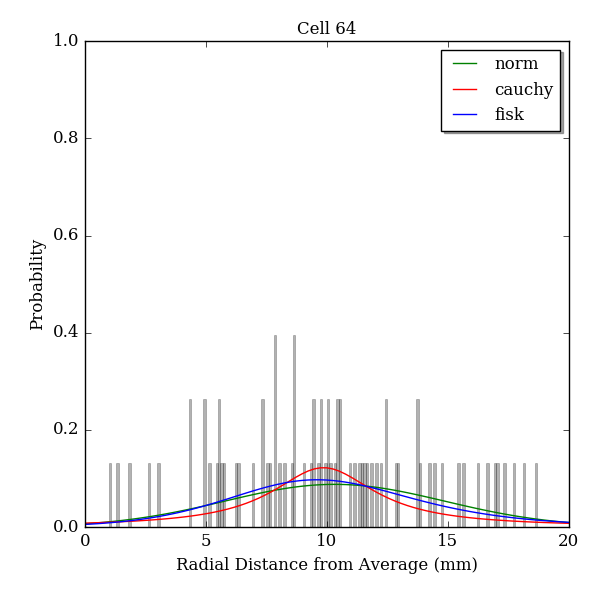 Cell 64
norm
cauchy
fisk
1.0
0.8
0.6
0.4
0.2
0.0
Probability
0 5 10 15 20
Radial Distance from Average (mm)